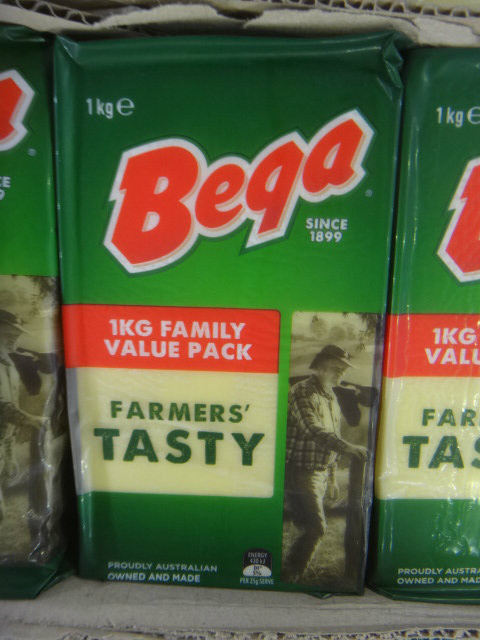 1kg e
Bega
SINCE
1899
1KG FAMILY
VALUE PACK
FARMERS'
TASTY
PROUDLY AUSTRALIAN
OWNED AND MADE
ENERGY
PER 25g SERVE
1kg e
1KG
VALU
FAR
TAS
PROUDLY AUSTRA
OWNED AND MAD